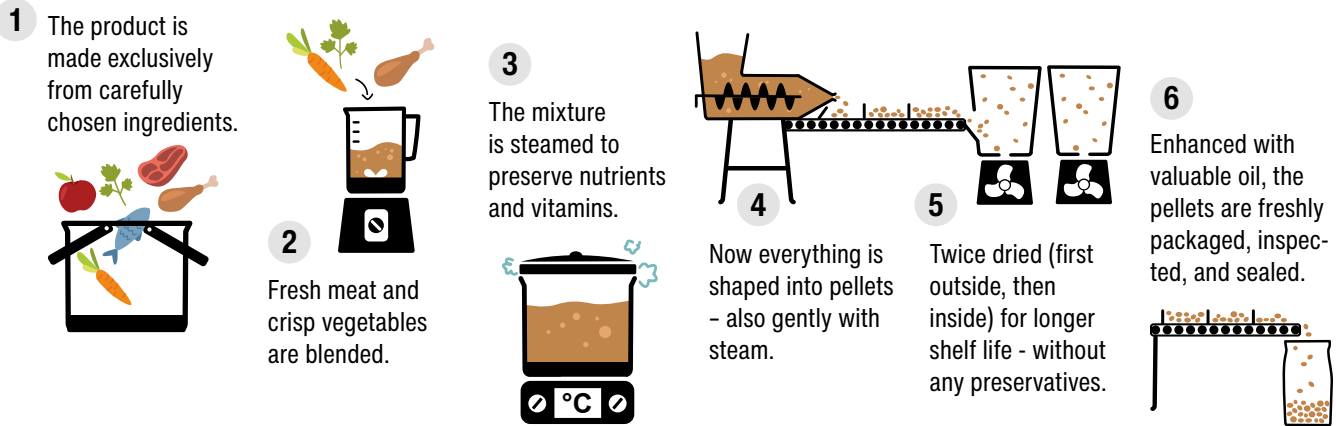 1
The product is
made exclusively
from carefully
chosen ingredients.
2
Fresh meat and
crisp vegetables
are blended.
3
The mixture
is steamed to
preserve nutrients
and vitamins.
°C
4
Now everything is
shaped into pellets
– also gently with
steam.
5
Twice dried (first
outside, then
inside) for longer
shelf life - without
any preservatives.
6
Enhanced with
valuable oil, the
pellets are freshly
packaged, inspec-
ted, and sealed.